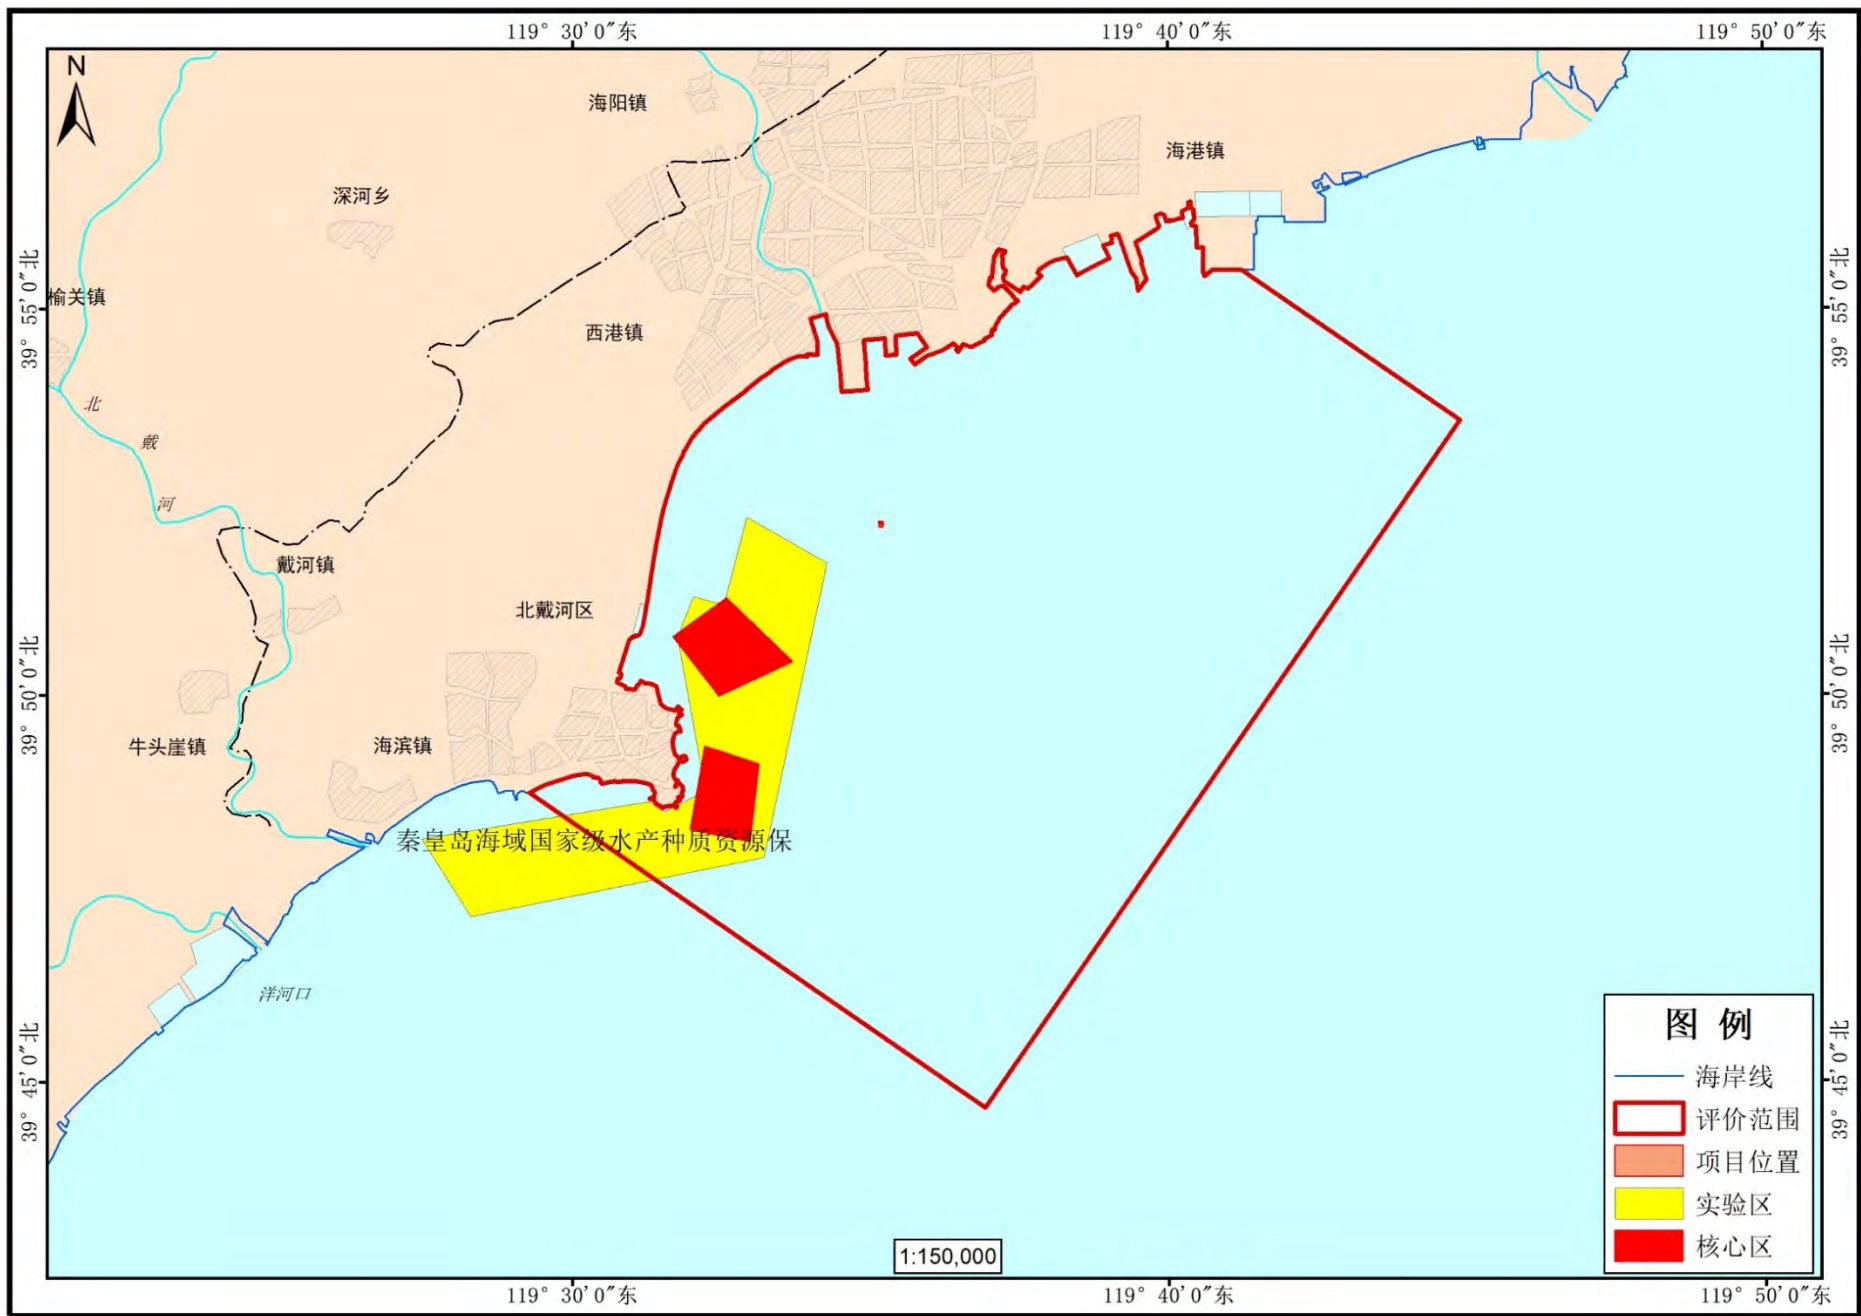 119° 30′0″东
119° 40′0″东
119° 50′0″东
N
海阳镇
海港镇
深河乡
39° 55′0″北
39° 55′0″北
榆关镇
西港镇
北
戴
河
戴河镇
北戴河区
39° 50′0″北
39° 50′0″北
牛头崖镇
海滨镇
秦皇岛海域国家级水产种质资源保
洋河口
39° 45′0″北
39° 45′0″北
图 例
海岸线
评价范围
项目位置
实验区
核心区
1:150,000
119° 30′0″东
119° 40′0″东
119° 50′0″东